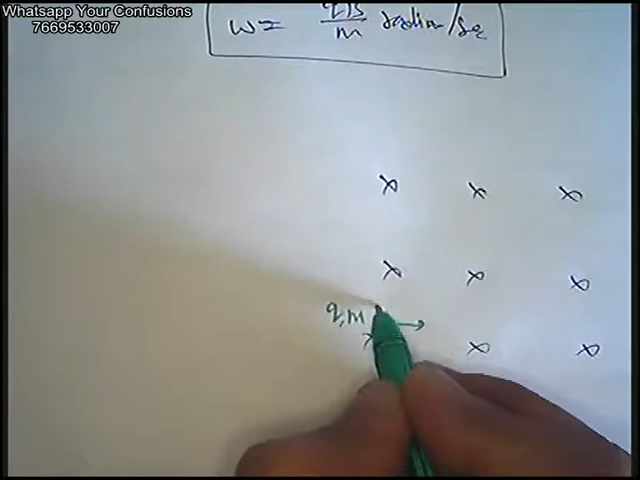 Whatsapp Your Confusions
7669533007
w = qB/m radian/sec
x x x
x x x
q,m x x x